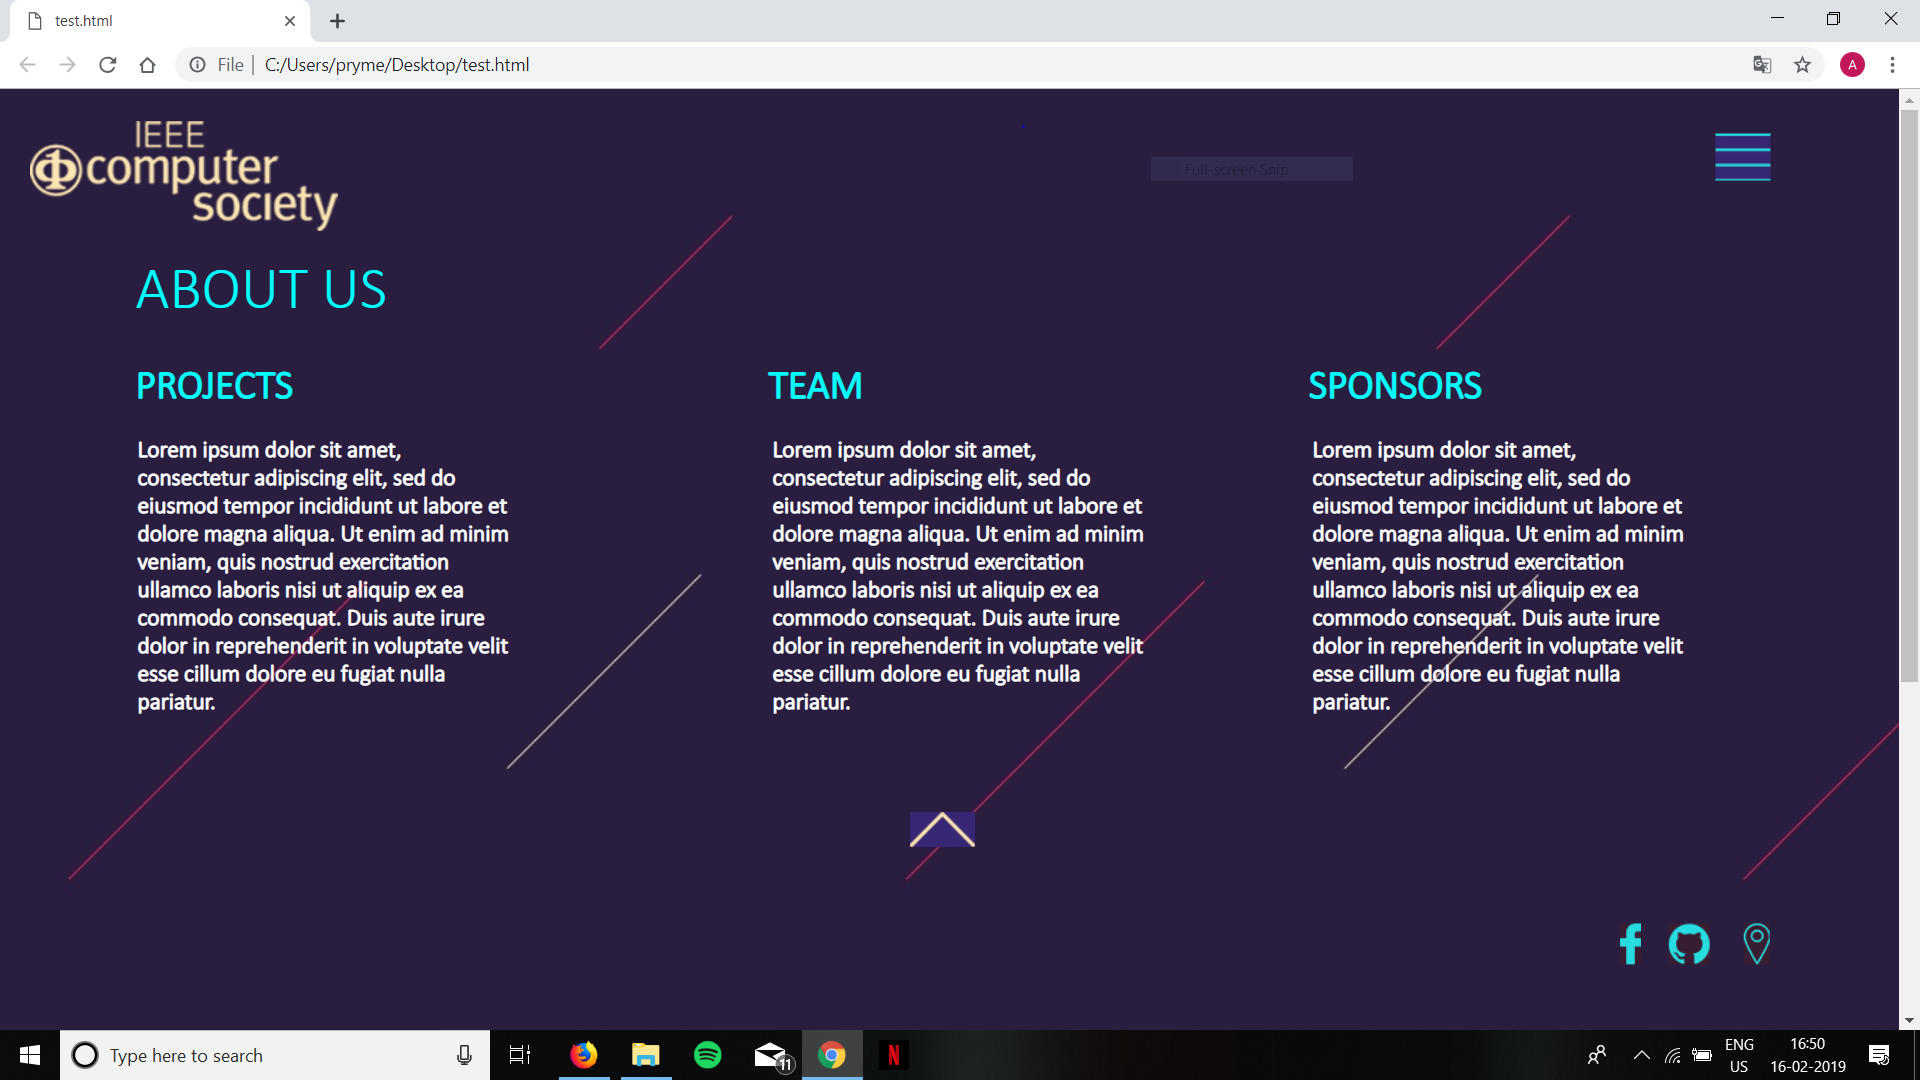 test.html
File
C:/Users/pryme/Desktop/test.html
A
IEEE
computer
society
Full-screen Snip
ABOUT US
PROJECTS
Lorem ipsum dolor sit amet,
consectetur adipiscing elit, sed do
eiusmod tempor incididunt ut labore et
dolore magna aliqua. Ut enim ad minim
veniam, quis nostrud exercitation
ullamco laboris nisi ut aliquip ex ea
commodo consequat. Duis aute irure
dolor in reprehenderit in voluptate velit
esse cillum dolore eu fugiat nulla
pariatur.
TEAM
Lorem ipsum dolor sit amet,
consectetur adipiscing elit, sed do
eiusmod tempor incididunt ut labore et
dolore magna aliqua. Ut enim ad minim
veniam, quis nostrud exercitation
ullamco laboris nisi ut aliquip ex ea
commodo consequat. Duis aute irure
dolor in reprehenderit in voluptate velit
esse cillum dolore eu fugiat nulla
pariatur.
SPONSORS
Lorem ipsum dolor sit amet,
consectetur adipiscing elit, sed do
eiusmod tempor incididunt ut labore et
dolore magna aliqua. Ut enim ad minim
veniam, quis nostrud exercitation
ullamco laboris nisi ut aliquip ex ea
commodo consequat. Duis aute irure
dolor in reprehenderit in voluptate velit
esse cillum dolore eu fugiat nulla
pariatur.
Type here to search
11
N
ENG
US
16:50
16-02-2019